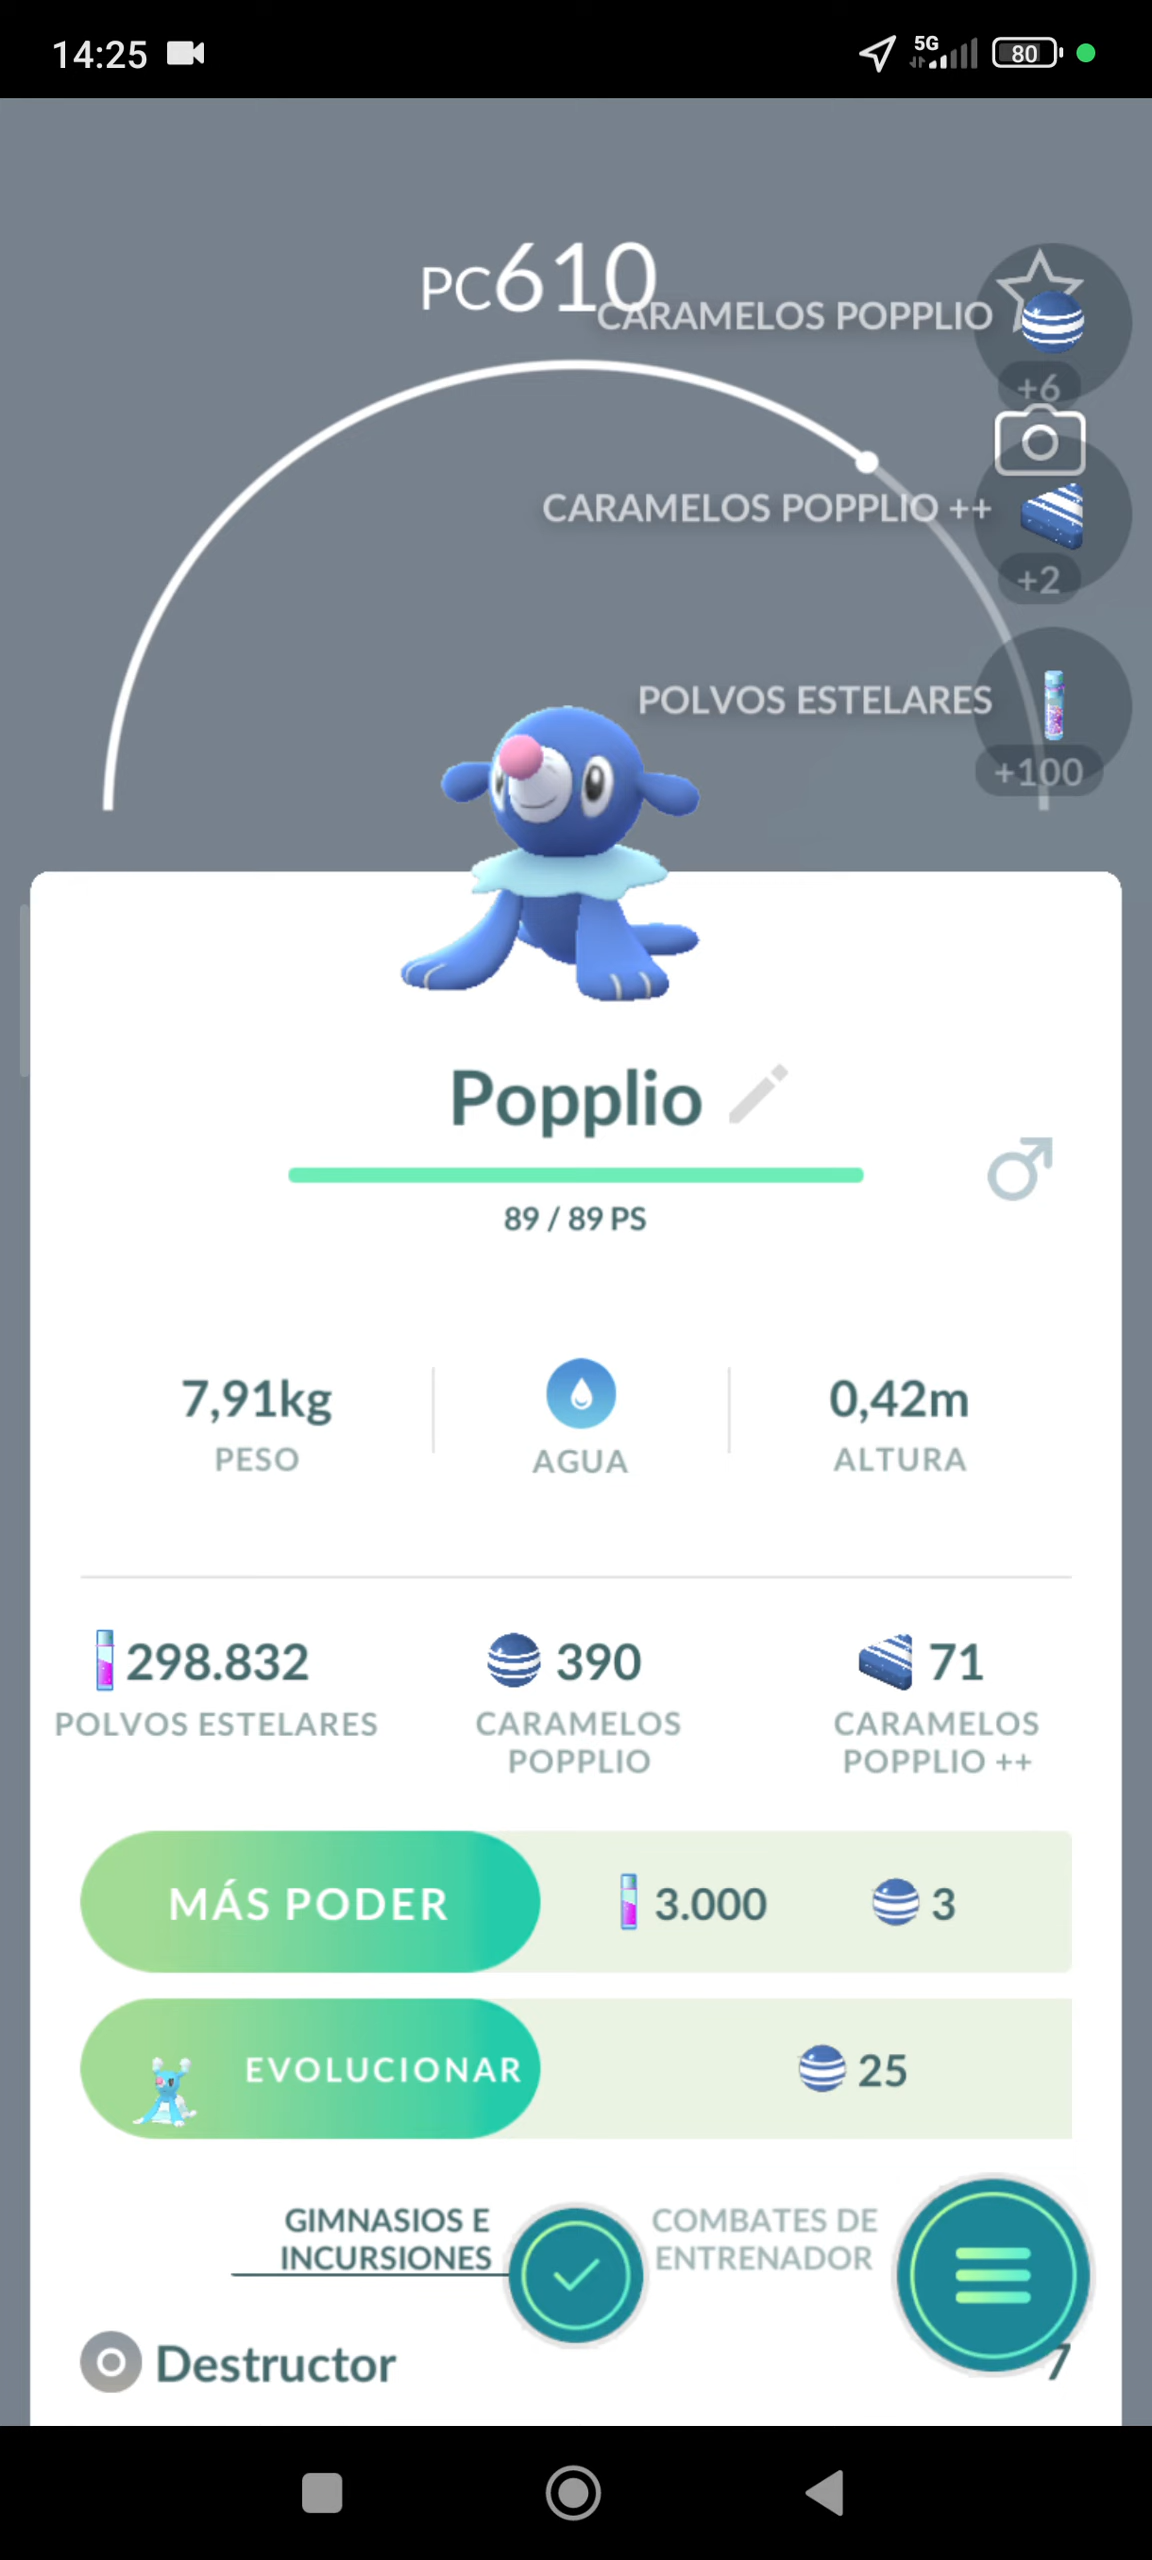 14:25
5G
80
PC610
CARAMELOS POPPLIO
+6
CARAMELOS POPPLIO ++
+2
POLVOS ESTELARES
+100
Popplio
89 / 89 PS
7,91kg
PESO
AGUA
0,42m
ALTURA
298.832
POLVOS ESTELARES
390
CARAMELOS
POPPLIO
71
CARAMELOS
POPPLIO ++
MÁS PODER
3.000
3
EVOLUCIONAR
25
GIMNASIOS E
INCURSIONES
COMBATES DE
ENTRENADOR
Destructor
7